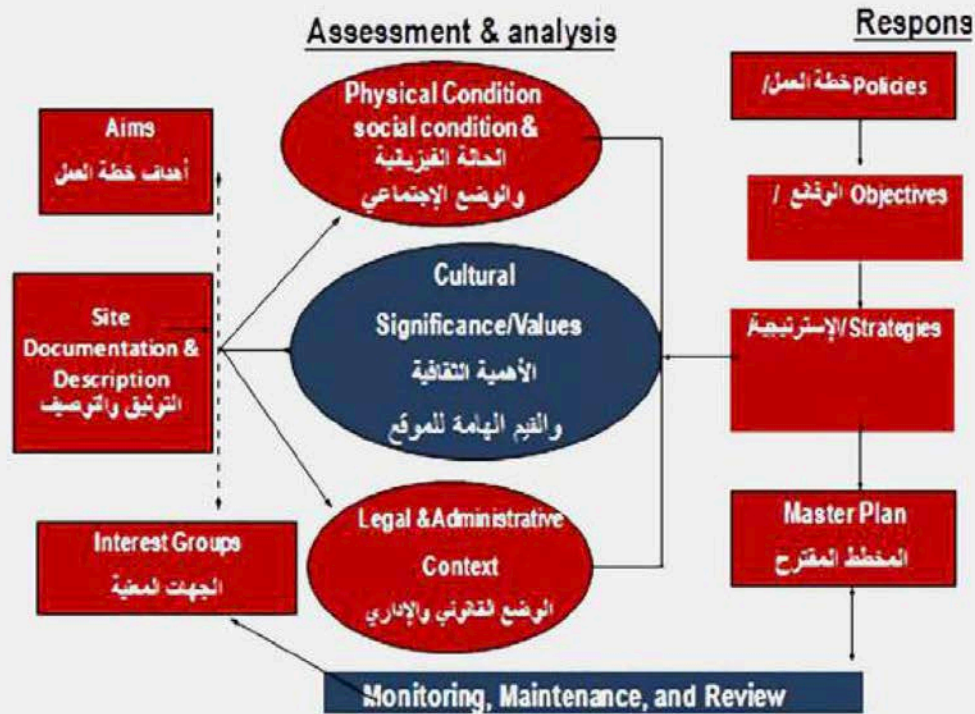 Assessment & analysis
Respons
Aims
أهداف خطة العمل
Site
Documentation &
Description
التوثيق والتوصيف
Interest Groups
الجهات المعنية
Physical Condition
social condition &
الحالة الفيزيائية
والوضع الإجتماعي
Cultural
Significance/Values
الأهمية الثقافية
والقيم الهامة للموقع
Legal &Administrative
Context
الوضع القانوني والإداري
/خطة العمل Policies
/ الوقائع Objectives
/الإسترتيجية/ Strategies
Master Plan
المخطط المقترح
Monitoring, Maintenance, and Review